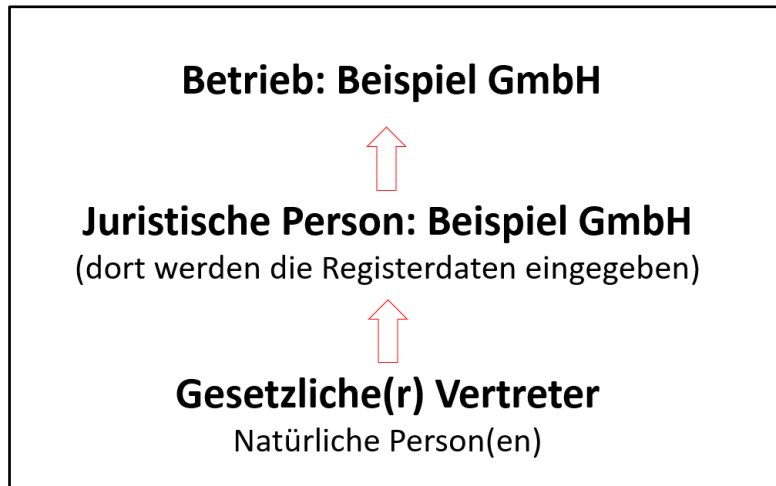 Betrieb: Beispiel GmbH
Juristische Person: Beispiel GmbH
(dort werden die Registerdaten eingegeben)
Gesetzliche(r) Vertreter
Natürliche Person(en)